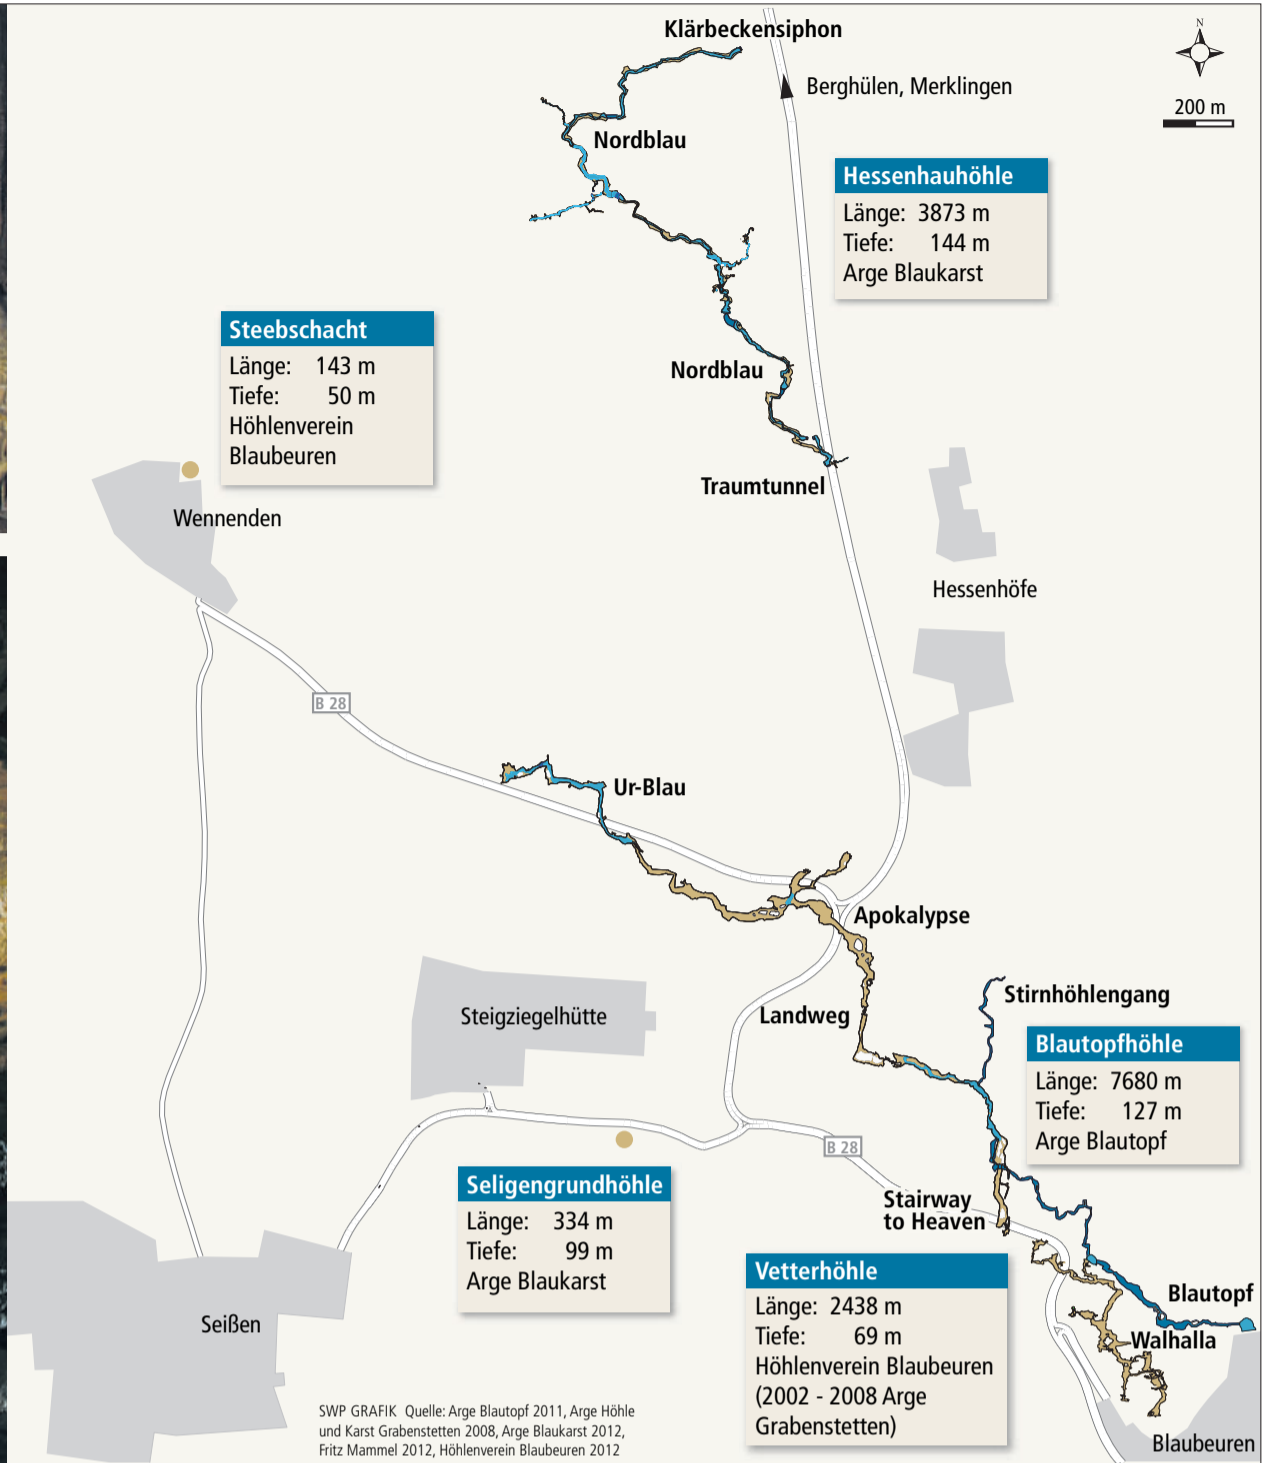 Klärbeckensiphon
N
Berghülen, Merklingen
200 m
Nordblau
Hessenhauhöhle
Länge: 3873 m
Tiefe: 144 m
Arge Blaukarst
Steebschacht
Länge: 143 m
Tiefe: 50 m
Höhlenverein
Blaubeuren
Nordblau
Traumtunnel
Wennenden
Hessenhöfe
B 28
Ur-Blau
Apokalypse
Stirnhöhlengang
Steigziegelhütte
Landweg
Blautopfhöhle
Länge: 7680 m
Tiefe: 127 m
Arge Blautopf
B 28
Seligengrundhöhle
Länge: 334 m
Tiefe: 99 m
Arge Blaukarst
Stairway
to Heaven
Vetterhöhle
Länge: 2438 m
Tiefe: 69 m
Höhlenverein Blaubeuren
(2002 - 2008 Arge
Grabenstetten)
Blautopf
Walhalla
Seißen
SWP GRAFIK Quelle: Arge Blautopf 2011, Arge Höhle
und Karst Grabenstetten 2008, Arge Blaukarst 2012,
Fritz Mammel 2012, Höhlenverein Blaubeuren 2012
Blaubeuren